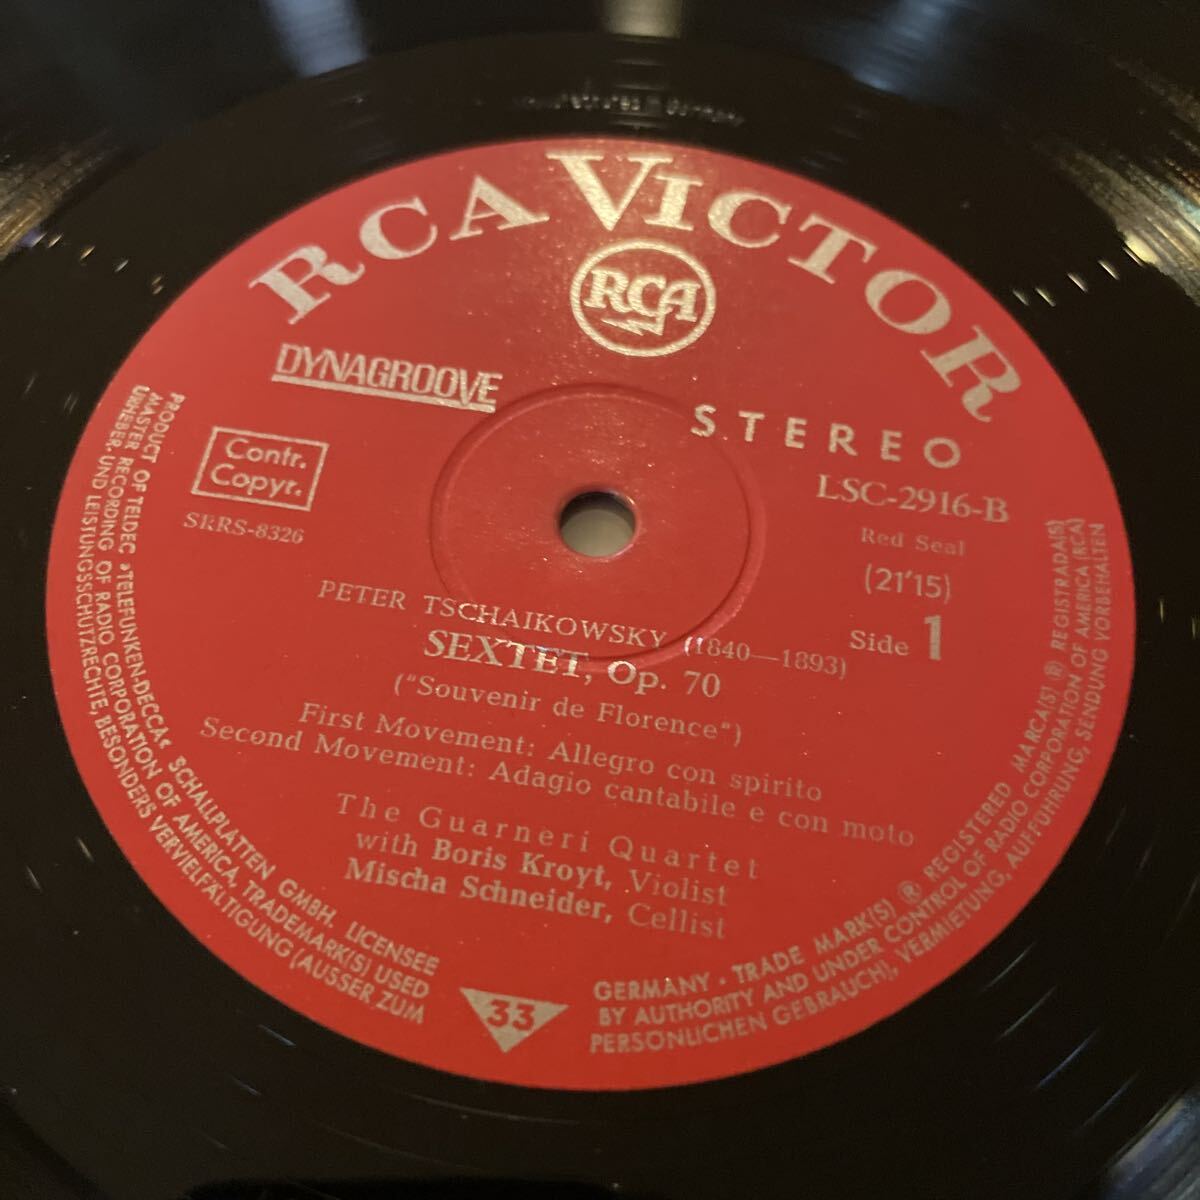 RCA VICTOR
RCA
DYNAGROOVE
STEREO
Contr.
Copyr.
SRRS-8326
LSC-2916-B
Red Seal
(21'15)
Side 1
PETER TSCHAIKOWSKY (1840—1893)
SEXTET, Op. 70
("Souvenir de Florence")
First Movement: Allegro con spirito
Second Movement: Adagio cantabile e con moto
The Guarneri Quartet
with Boris Kroyt, Violist
Mischa Schneider, Cellist
33
PRODUCT OF TELDEC »TELEFUNKEN-DECCA« SCHALLPLATTEN GMBH. LICENSEE
MASTER RECORDING OF RADIO CORPORATION OF AMERICA, TRADEMARK(S) USED
URHEBER- UND LEISTUNGSSCHUTZRECHTE, BESONDERS VERVIELFÄLTIGUNG (AUSSER ZUM
GERMANY · TRADE MARK(S) ® REGISTERED MARCA(S) ® REGISTRADA(S)
BY AUTHORITY AND UNDER CONTROL OF RADIO CORPORATION OF AMERICA (RCA)
PERSÖNLICHEN GEBRAUCH), VERMIETUNG, AUFFÜHRUNG, SENDUNG VORBEHALTEN